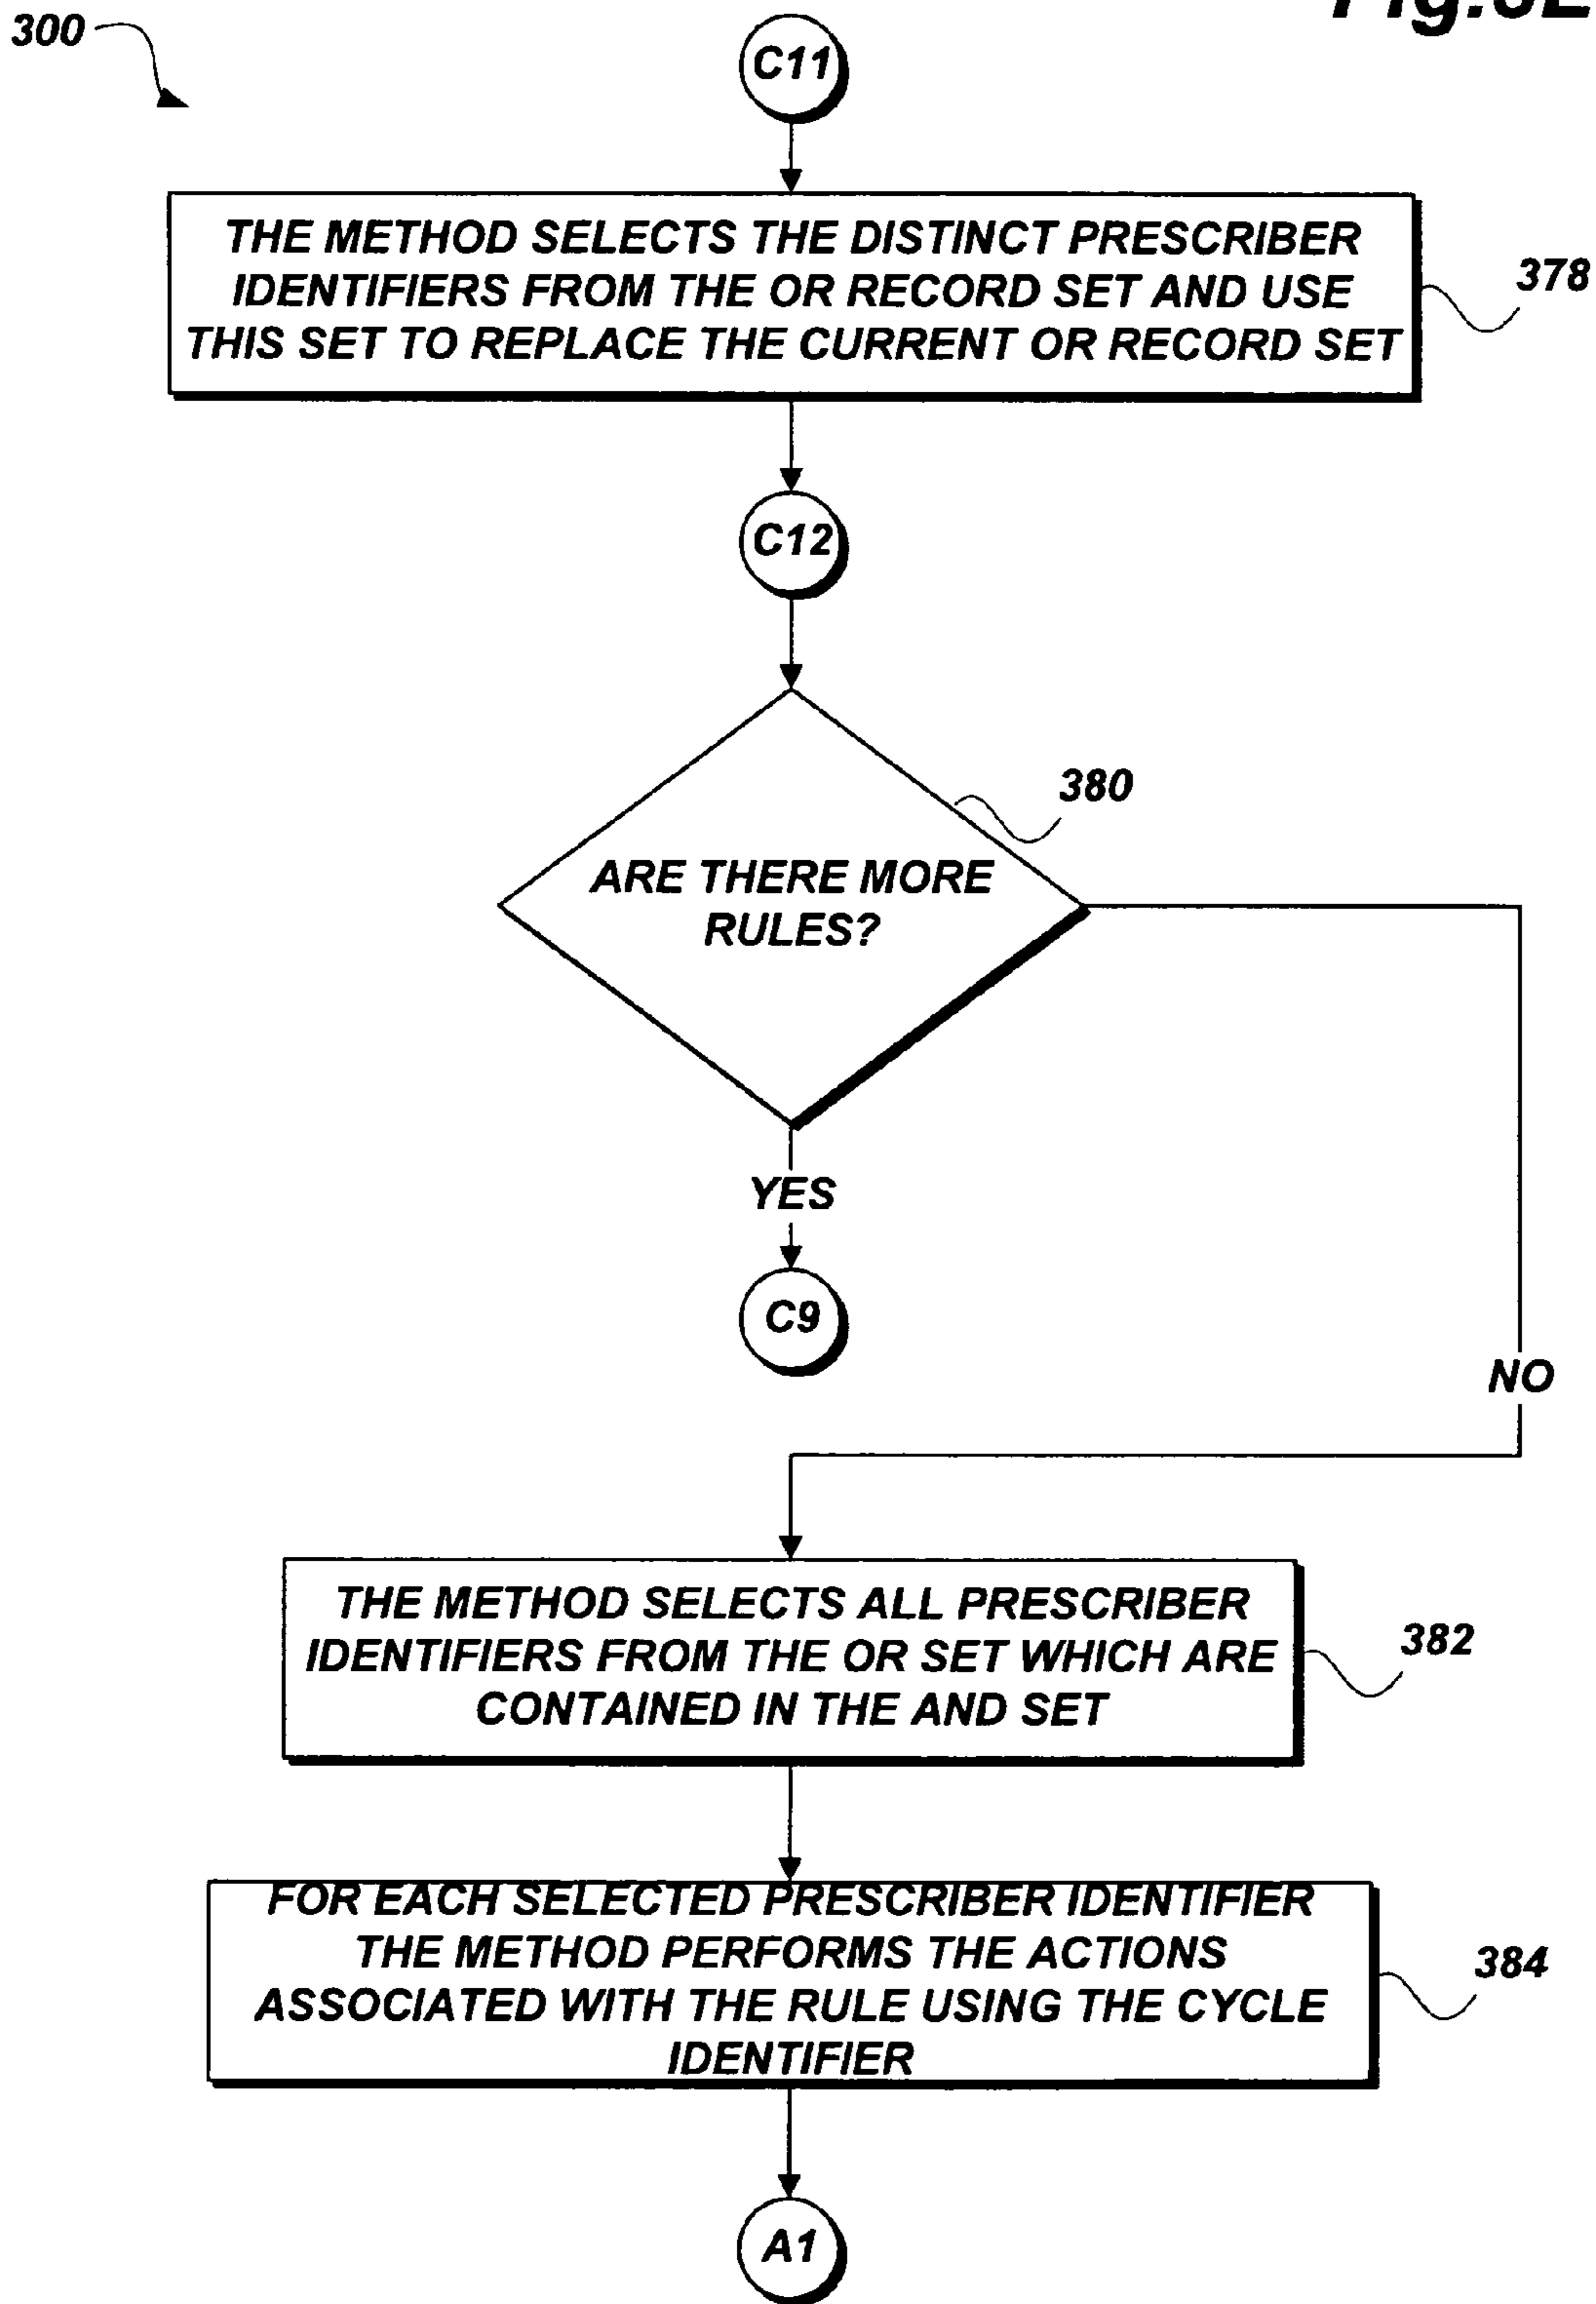 300
C11
THE METHOD SELECTS THE DISTINCT PRESCRIBER
IDENTIFIERS FROM THE OR RECORD SET AND USE
THIS SET TO REPLACE THE CURRENT OR RECORD SET
378
C12
380
ARE THERE MORE
RULES?
YES
C9
NO
THE METHOD SELECTS ALL PRESCRIBER
IDENTIFIERS FROM THE OR SET WHICH ARE
CONTAINED IN THE AND SET
382
FOR EACH SELECTED PRESCRIBER IDENTIFIER
THE METHOD PERFORMS THE ACTIONS
ASSOCIATED WITH THE RULE USING THE CYCLE
IDENTIFIER
384
A1